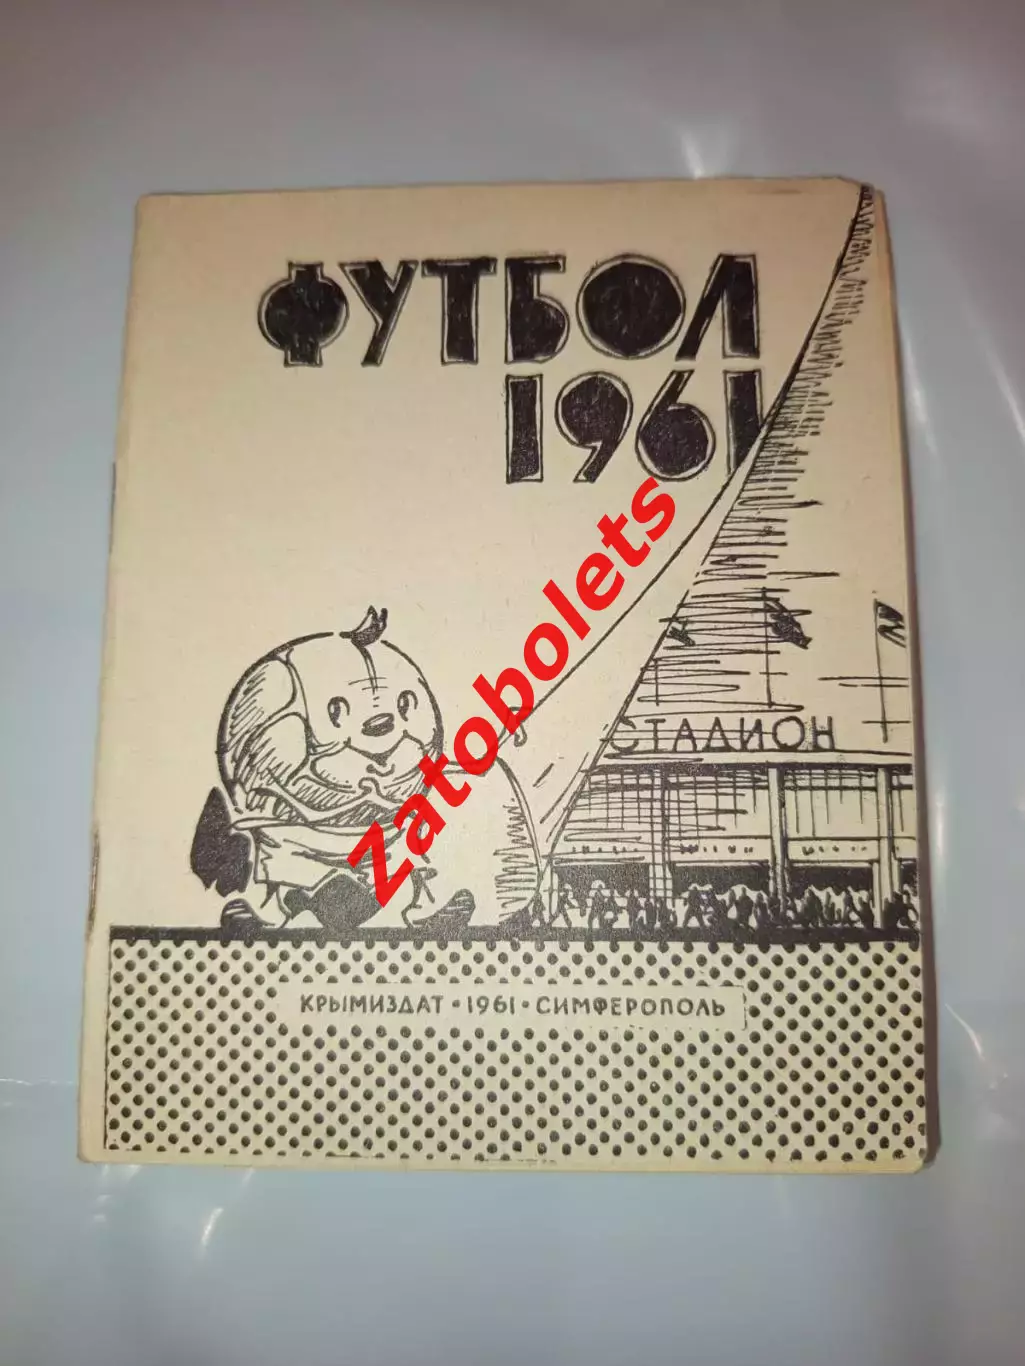 ФУТБОЛ
1961
Zatobolets
СТАДИОН
КРЫМИЗДАТ • 1961 • СИМФЕРОПОЛЬ